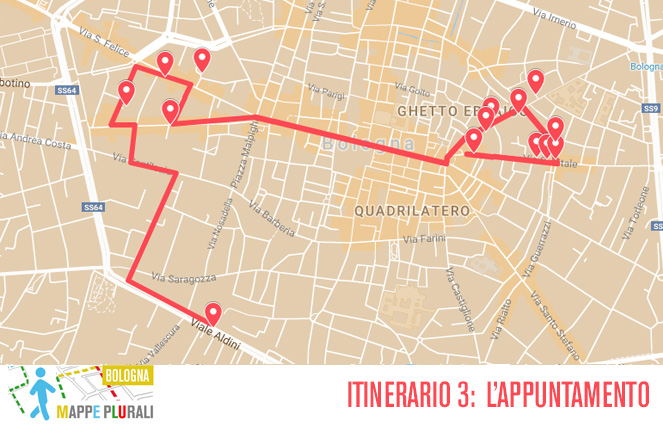 Via Irnerio
Via S. Felice
Via S.
Bologna
botino
SS64
Via Parigi
Via Goito
GHETTO EBRAICO
SS9
Via Andrea Costa
Piazza Malpighi
Bologna
SS64
Via Nosadella
Via Barberia
QUADRILATERO
Via Farini
Via Torleone
SS
Via Guerrazzi
Via Castiglione
Via Saragozza
Via Rialto
Via Santo Stefano
Viale Aldini
Via Vallescura
BOLOGNA
MAPPE PLURALI
ITINERARIO 3: L'APPUNTAMENTO